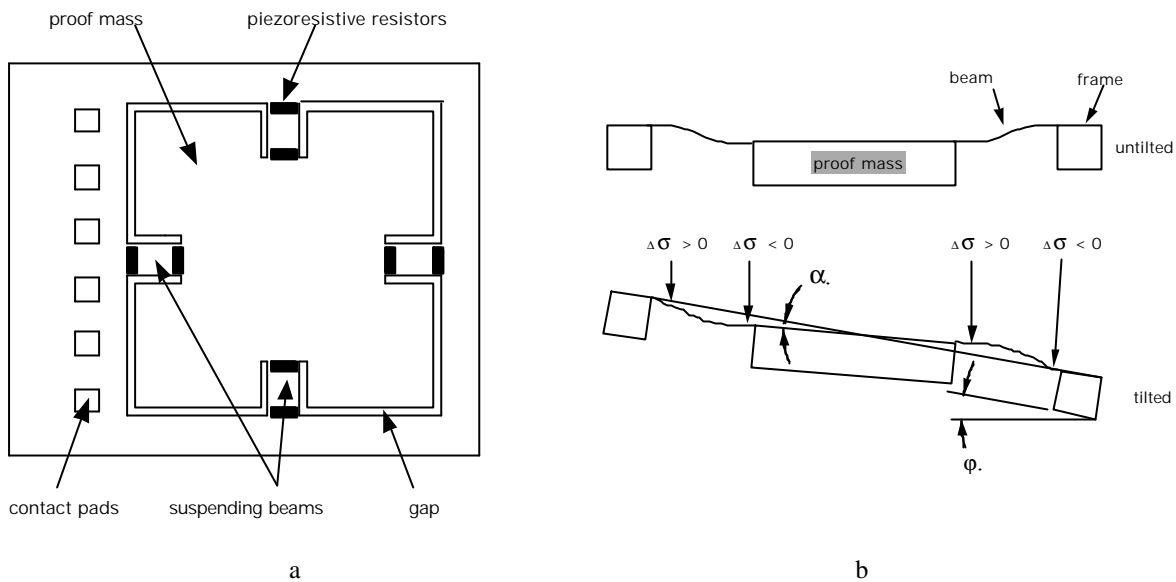 proof mass
piezoresistive resistors
contact pads
suspending beams
gap
a
beam
frame
untilted
proof mass
Δσ > 0
Δσ < 0
Δσ > 0
Δσ < 0
α.
tilted
φ.
b